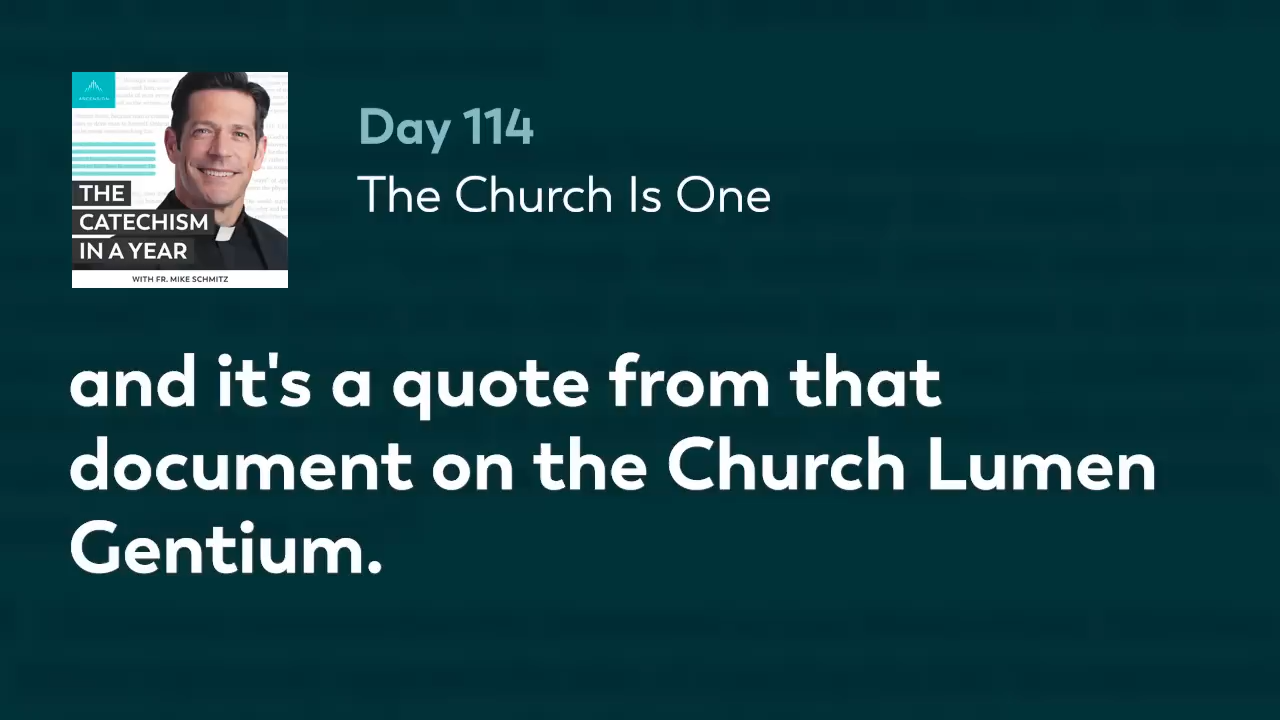 ASCENSION
THE
CATECHISM
IN A YEAR
WITH FR. MIKE SCHMITZ
Day 114
The Church Is One
and it's a quote from that
document on the Church Lumen
Gentium.